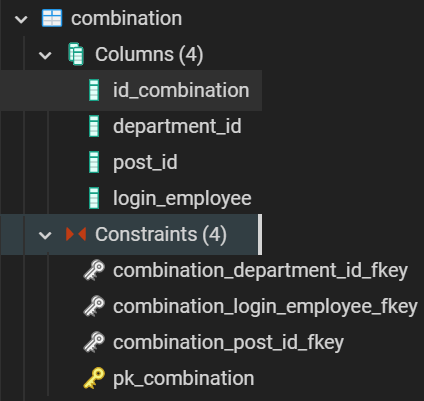 combination
Columns (4)
id_combination
department_id
post_id
login_employee
Constraints (4)
combination_department_id_fkey
combination_login_employee_fkey
combination_post_id_fkey
pk_combination